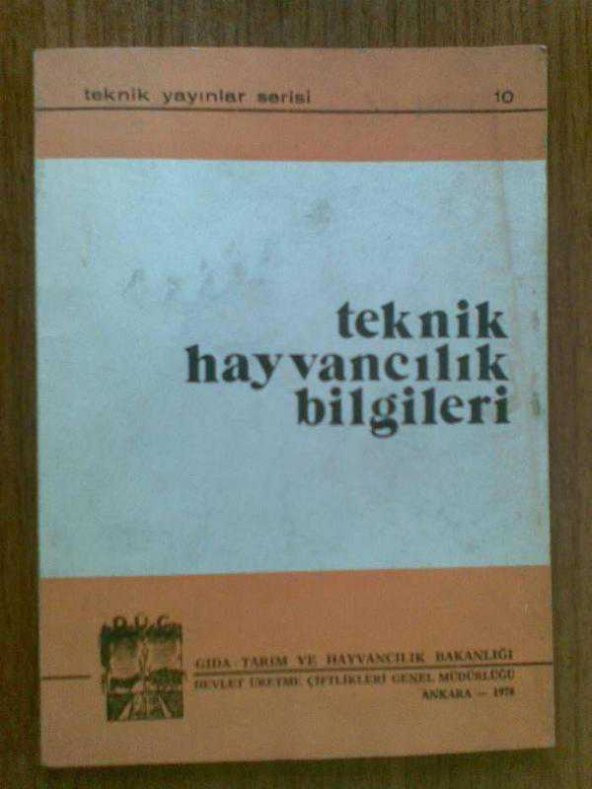 teknik yayınlar serisi 10
teknik
hayvancılık
bilgileri
D.Ü.Ç.
GIDA-TARIM VE HAYVANCILIK BAKANLIĞI
DEVLET ÜRETME ÇİFTLİKLERİ GENEL MÜDÜRLÜĞÜ
ANKARA — 1978